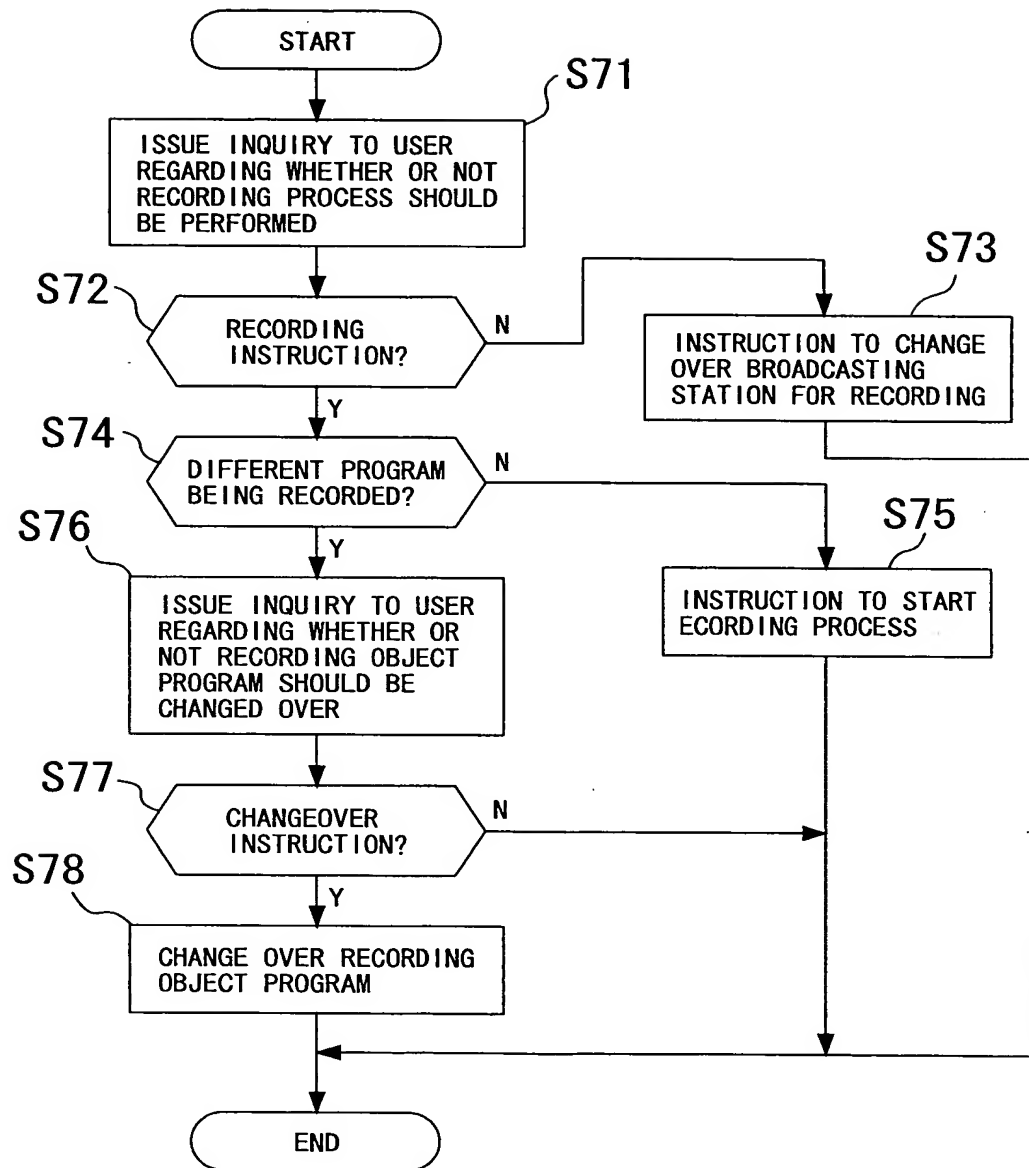 START
S71
ISSUE INQUIRY TO USER
REGARDING WHETHER OR NOT
RECORDING PROCESS SHOULD
BE PERFORMED
S72
RECORDING
INSTRUCTION?
N
Y
S73
INSTRUCTION TO CHANGE
OVER BROADCASTING
STATION FOR RECORDING
S74
DIFFERENT PROGRAM
BEING RECORDED?
N
Y
S75
INSTRUCTION TO START
ECORDING PROCESS
S76
ISSUE INQUIRY TO USER
REGARDING WHETHER OR
NOT RECORDING OBJECT
PROGRAM SHOULD BE
CHANGED OVER
S77
CHANGEOVER
INSTRUCTION?
N
Y
S78
CHANGE OVER RECORDING
OBJECT PROGRAM
END